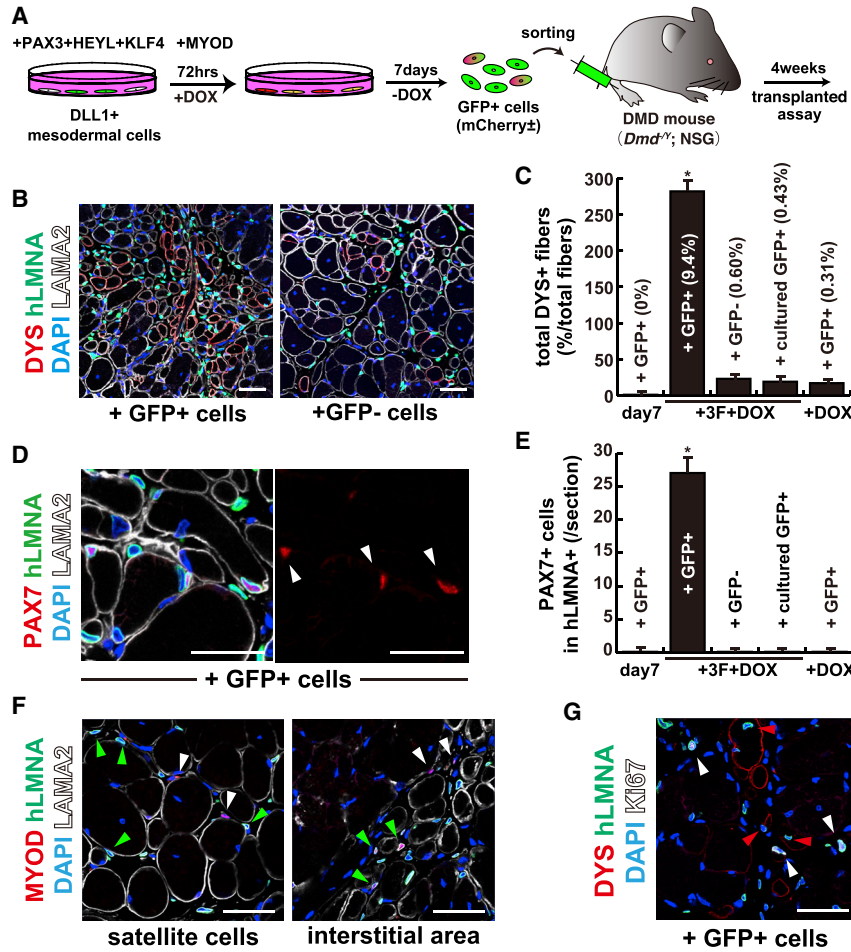 A
+PAX3+HEYL+KLF4
+MYOD
72hrs
+DOX
DLL1+
mesodermal cells
7days
-DOX
sorting
GFP+ cells
(mCherry±)
DMD mouse
(Dmd-/Y; NSG)
4weeks
transplanted
assay
B
DYS hLMNA
DAPI LAMA2
+ GFP+ cells
+GFP- cells
C
total DYS+ fibers
(%/total fibers)
300
250
200
150
100
50
0
+ GFP+ (0%)
+ GFP+ (9.4%)
+ GFP- (0.60%)
+ cultured GFP+ (0.43%)
+ GFP+ (0.31%)
*
day7
+3F+DOX
+DOX
D
PAX7 hLMNA
DAPI LAMA2
+ GFP+ cells
E
PAX7+ cells
in hLMNA+ (/section)
30
25
20
15
10
5
0
+ GFP+
+ GFP+
+ GFP-
+ cultured GFP+
+ GFP+
*
day7
+3F+DOX
+DOX
F
MYOD hLMNA
DAPI LAMA2
satellite cells
interstitial area
G
DYS hLMNA
DAPI Ki67
+ GFP+ cells